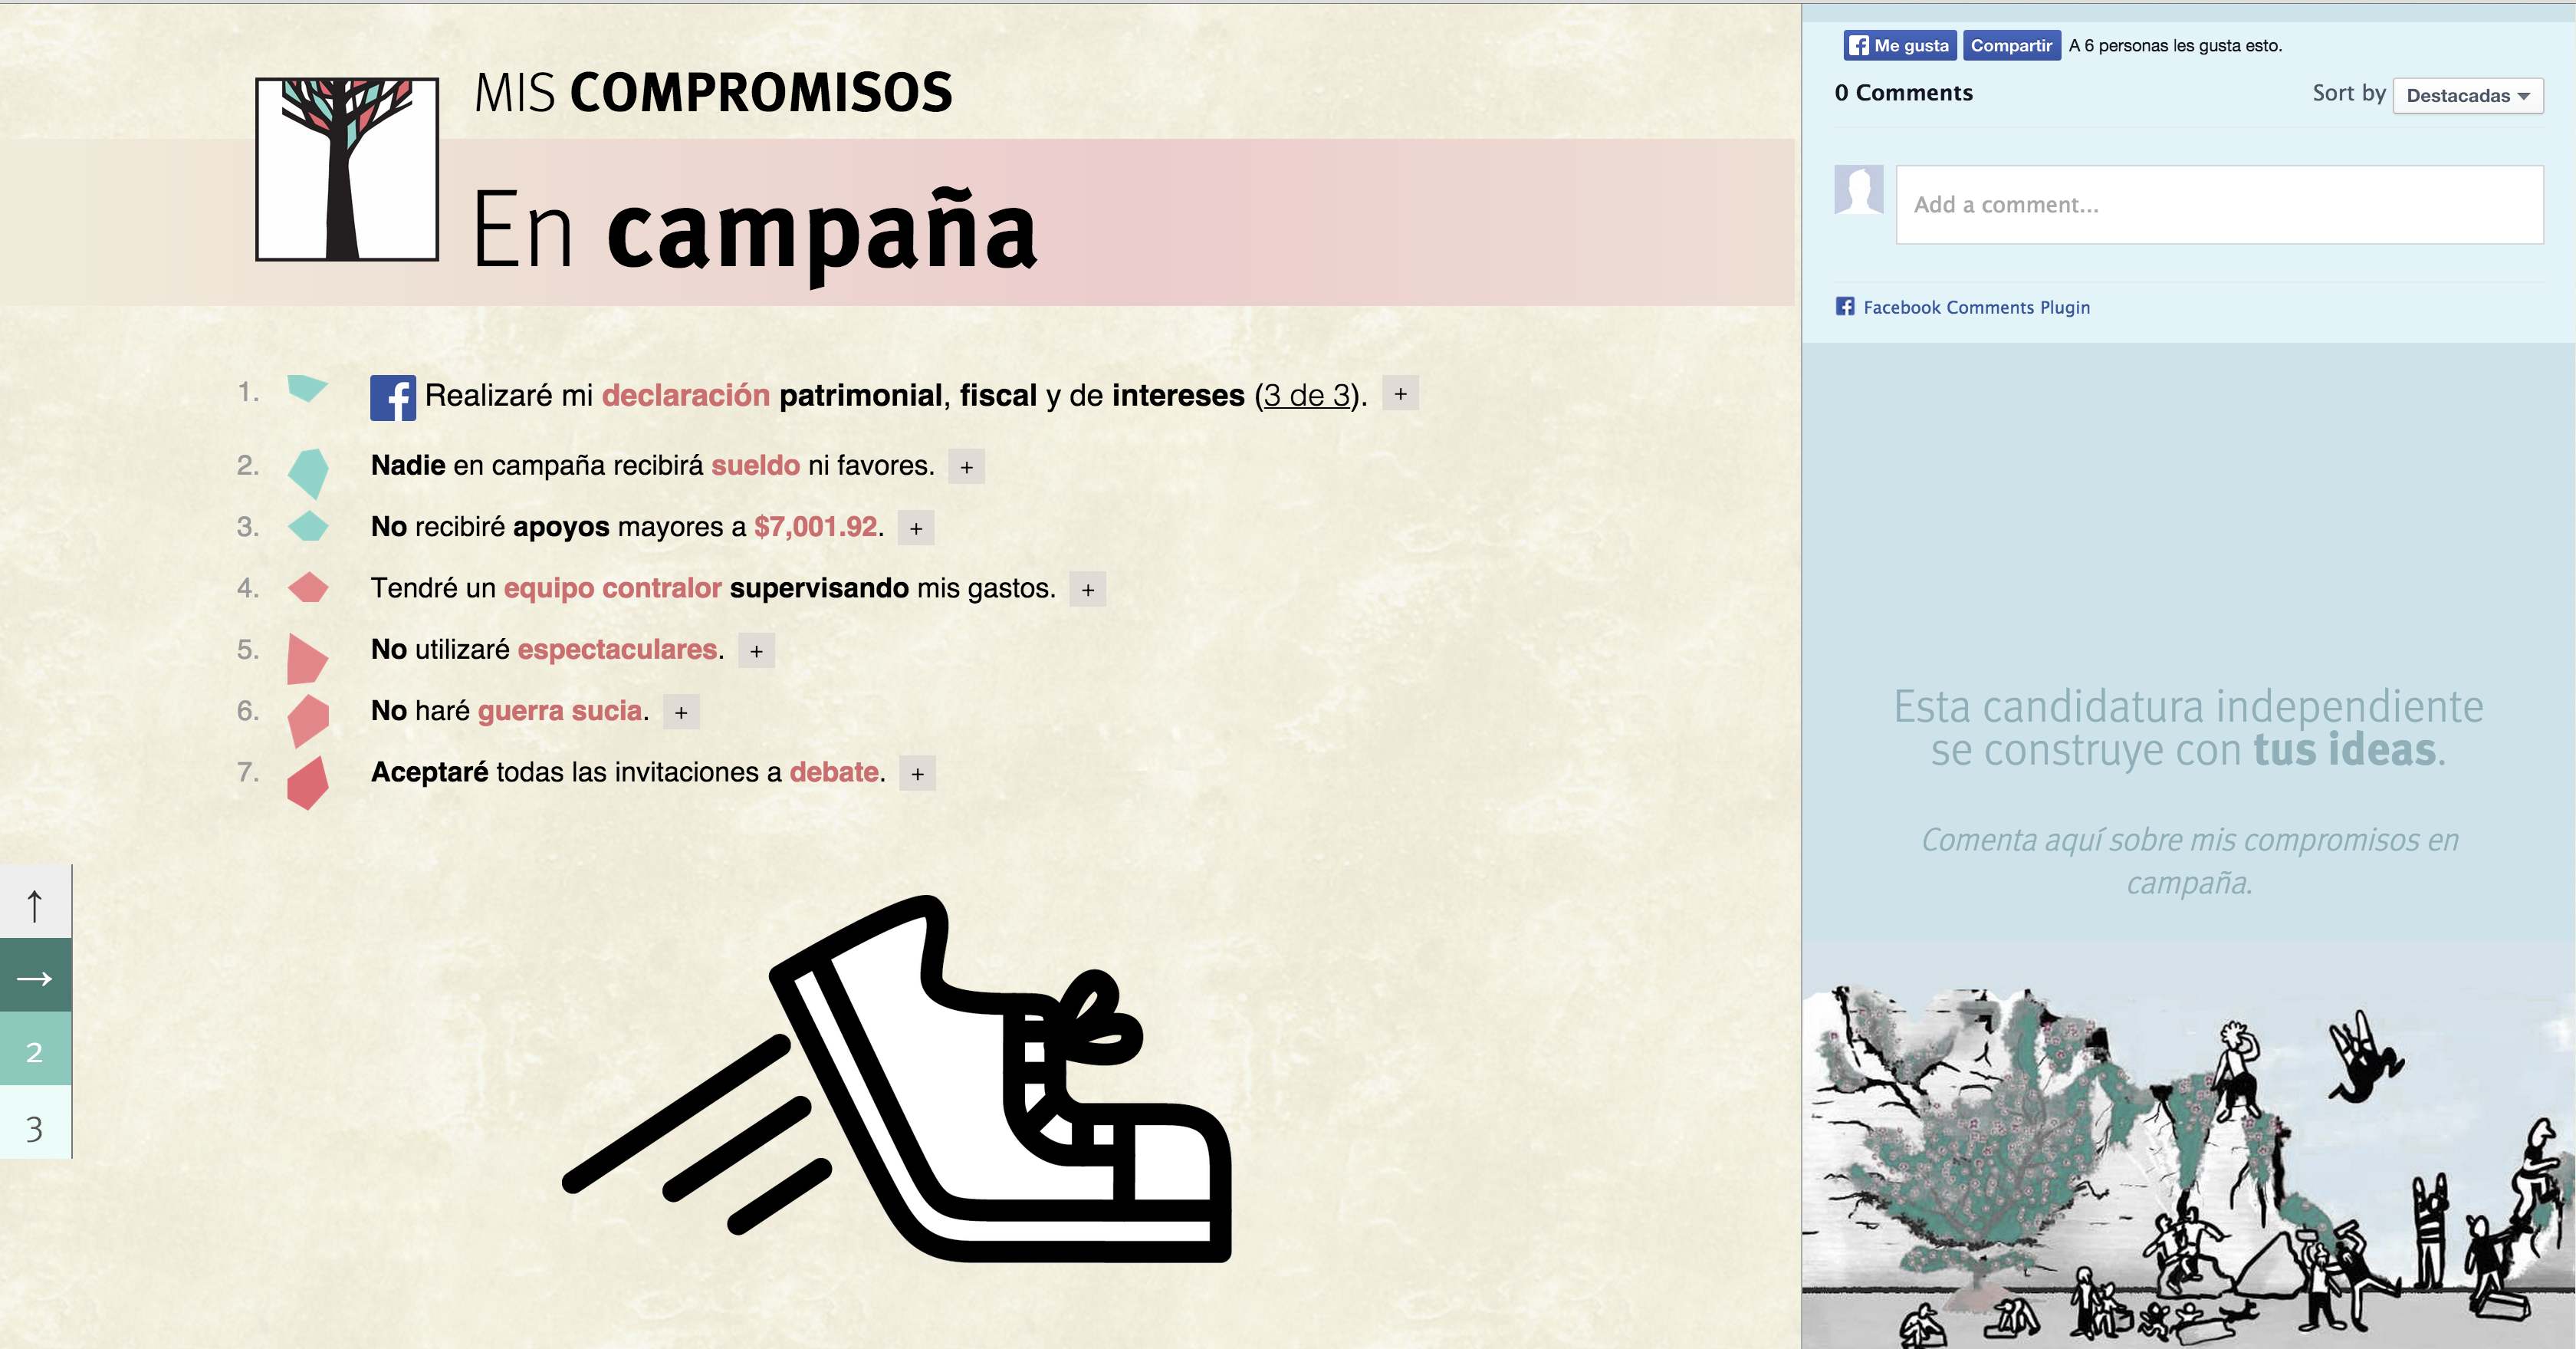 MIS COMPROMISOS
En campaña
1. Realizaré mi declaración patrimonial, fiscal y de intereses (3 de 3). +
2. Nadie en campaña recibirá sueldo ni favores. +
3. No recibiré apoyos mayores a $7,001.92. +
4. Tendré un equipo contralor supervisando mis gastos. +
5. No utilizaré espectaculares. +
6. No haré guerra sucia. +
7. Aceptaré todas las invitaciones a debate. +
↑
→
2
3
Me gusta Compartir A 6 personas les gusta esto.
0 Comments Sort by Destacadas
Add a comment...
Facebook Comments Plugin
Esta candidatura independiente
se construye con tus ideas.
Comenta aquí sobre mis compromisos en
campaña.